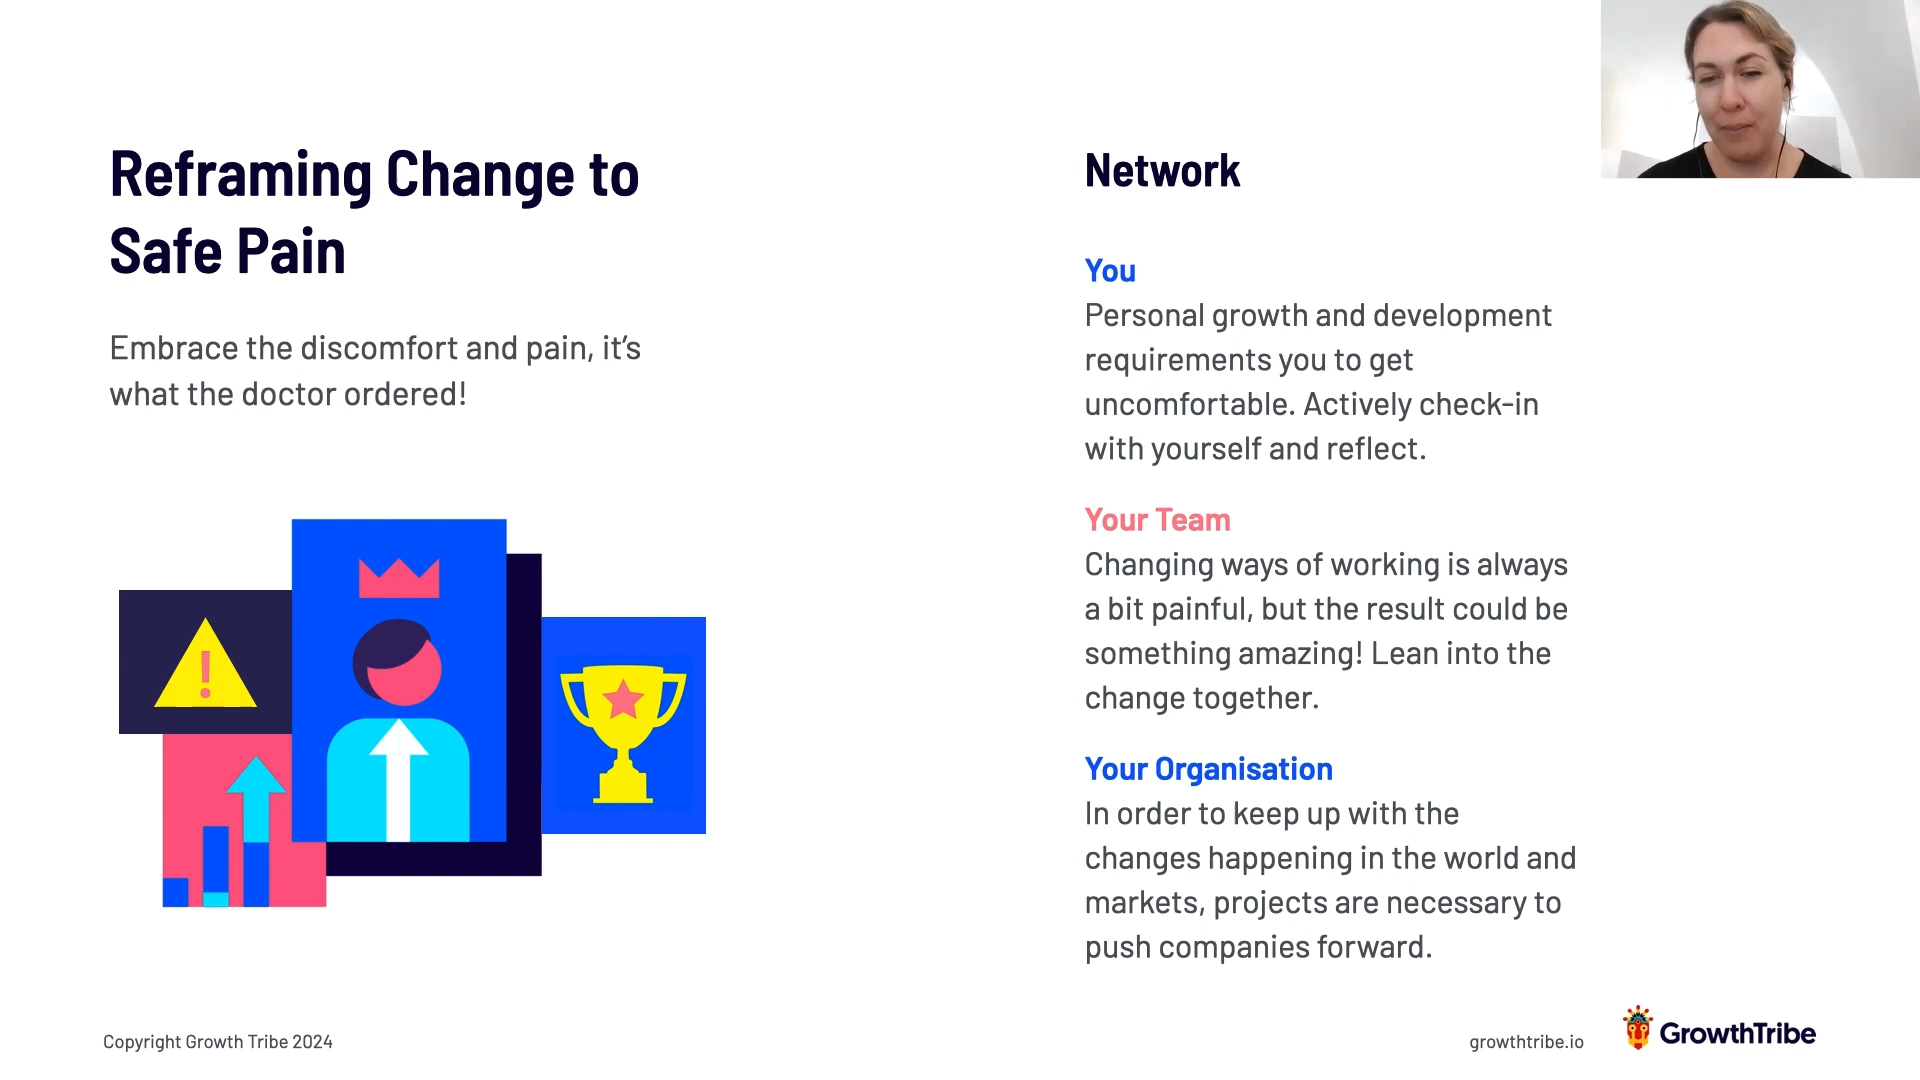 Reframing Change to
Safe Pain
Embrace the discomfort and pain, it’s
what the doctor ordered!
Network
You
Personal growth and development
requirements you to get
uncomfortable. Actively check-in
with yourself and reflect.
Your Team
Changing ways of working is always
a bit painful, but the result could be
something amazing! Lean into the
change together.
Your Organisation
In order to keep up with the
changes happening in the world and
markets, projects are necessary to
push companies forward.
Copyright Growth Tribe 2024
growthtribe.io
GrowthTribe